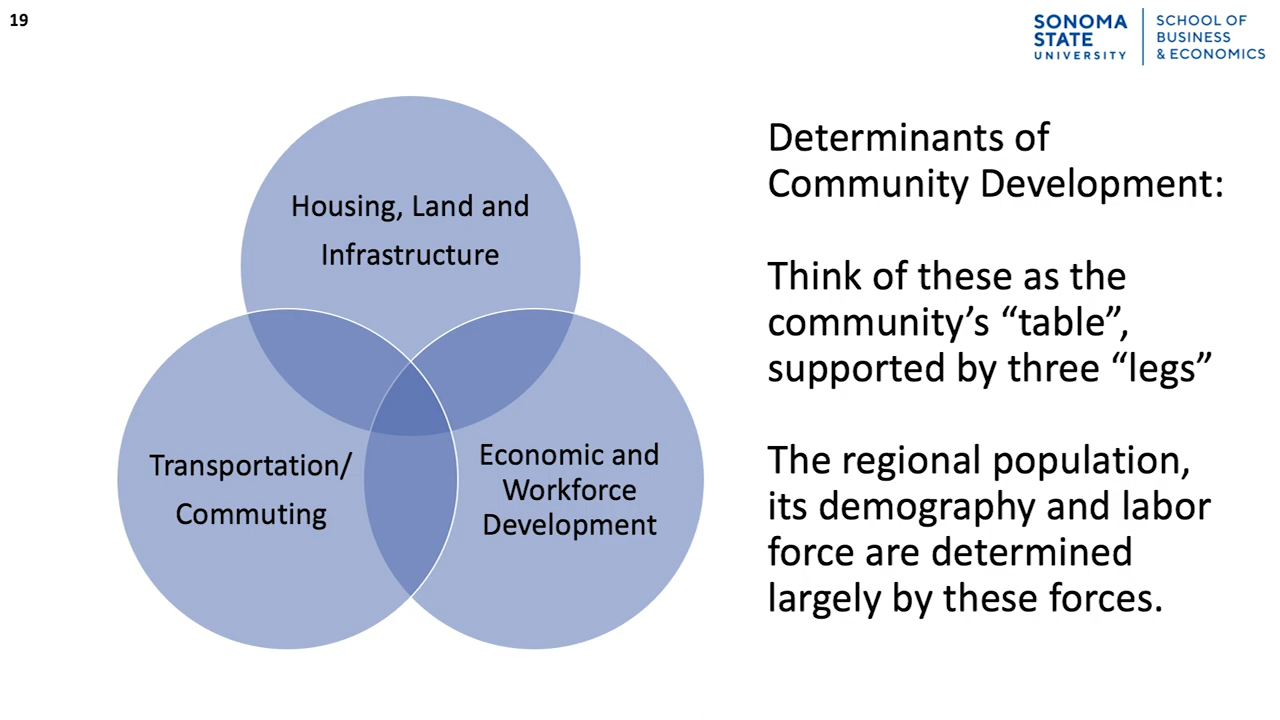 19
SONOMA
STATE
UNIVERSITY
SCHOOL OF
BUSINESS
& ECONOMICS
Housing, Land and
Infrastructure
Transportation/
Commuting
Economic and
Workforce
Development
Determinants of
Community Development:
Think of these as the
community’s “table”,
supported by three “legs”
The regional population,
its demography and labor
force are determined
largely by these forces.